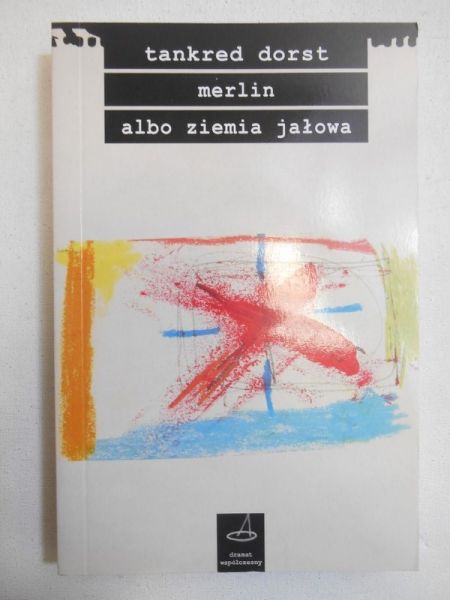 tankred dorst
merlin
albo ziemia jałowa
dramat
współczesny